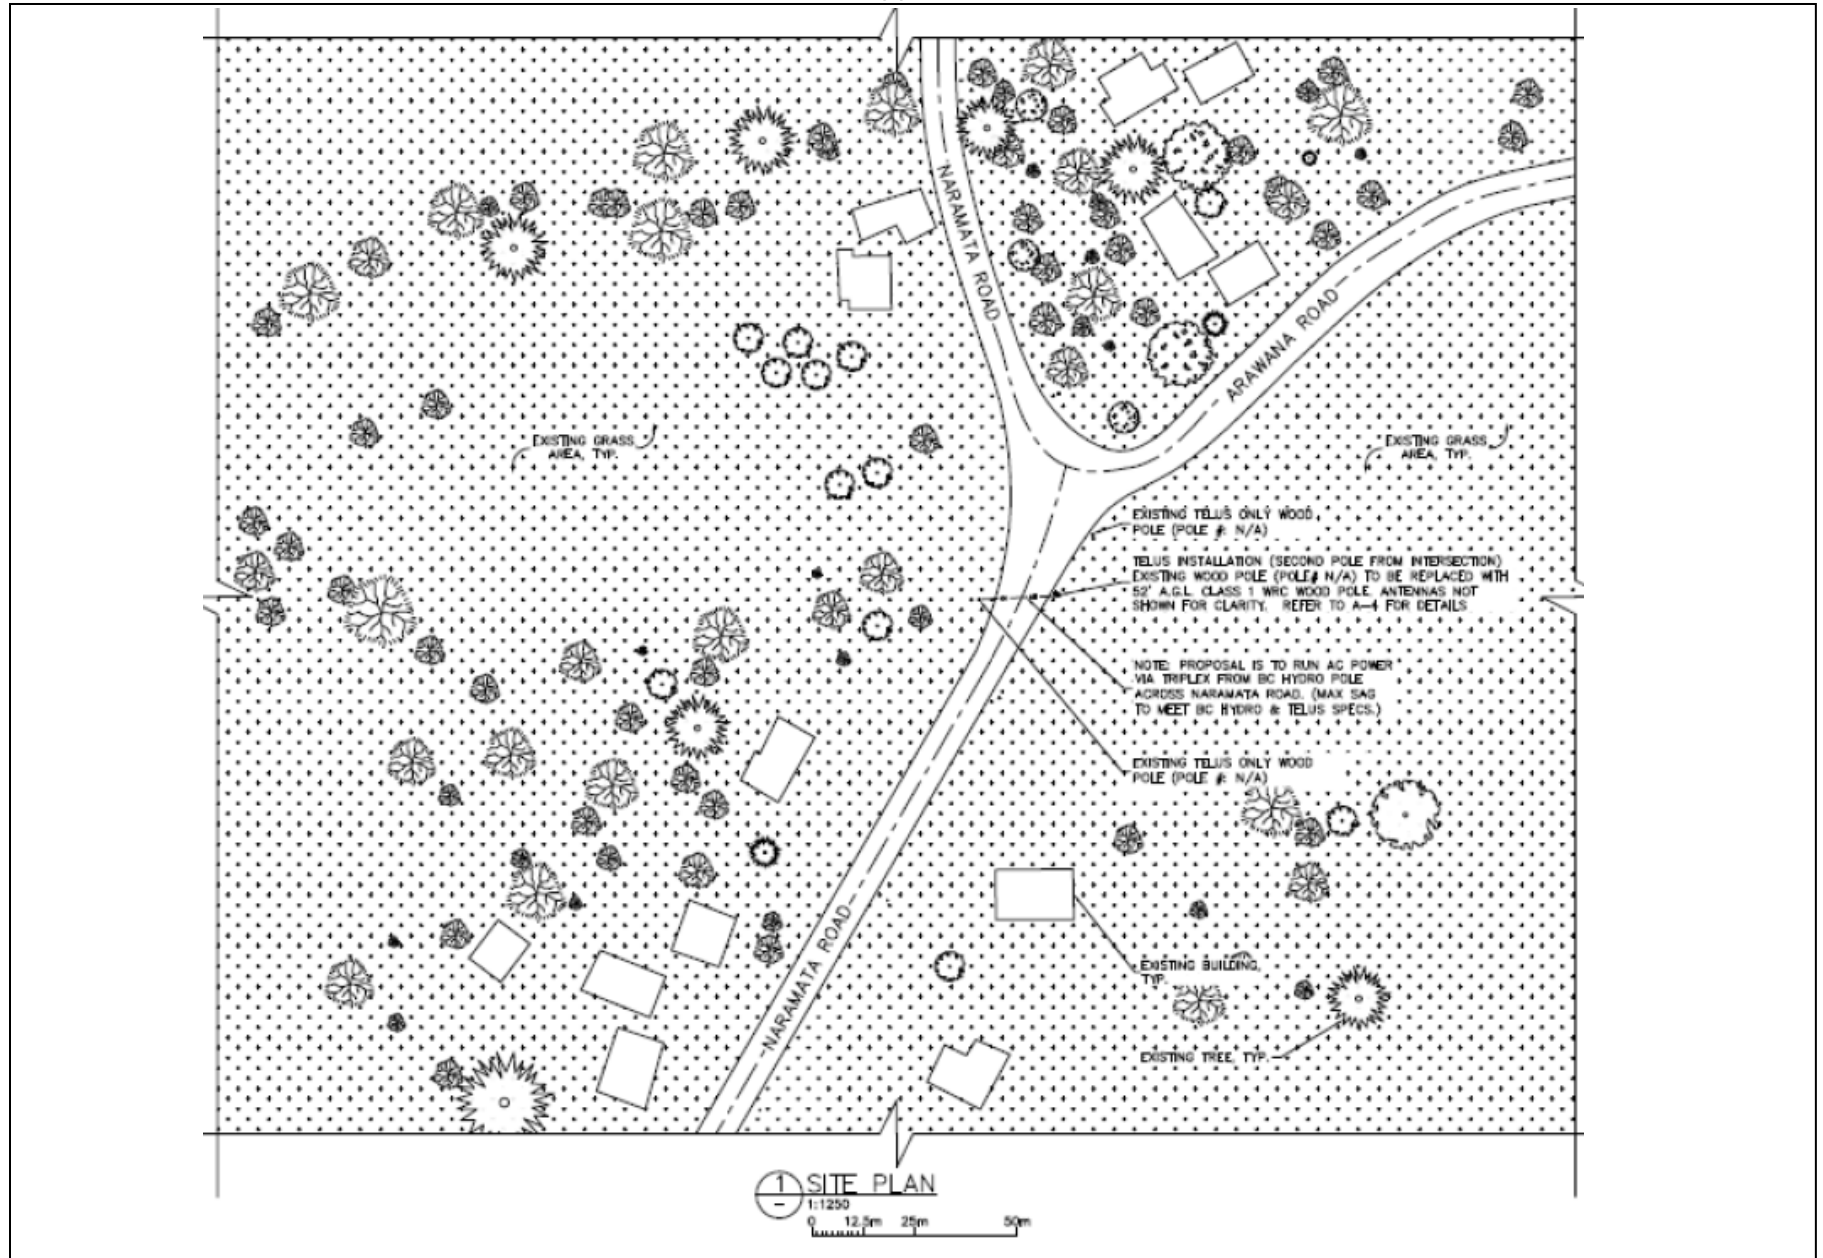 NARAMATA ROAD
ARAWANA ROAD
EXISTING GRASS
AREA, TYP.
EXISTING GRASS
AREA, TYP.
EXISTING TELUS ONLY WOOD
POLE (POLE #: N/A)
TELUS INSTALLATION (SECOND POLE FROM INTERSECTION)
EXISTING WOOD POLE (POLE# N/A) TO BE REPLACED WITH
52' A.G.L. CLASS 1 WRC WOOD POLE. ANTENNAS NOT
SHOWN FOR CLARITY. REFER TO A-4 FOR DETAILS
NOTE: PROPOSAL IS TO RUN AC POWER
VIA TRIPLEX FROM BC HYDRO POLE
ACROSS NARAMATA ROAD. (MAX SAG
TO MEET BC HYDRO & TELUS SPECS.)
EXISTING TELUS ONLY WOOD
POLE (POLE #: N/A)
NARAMATA ROAD
EXISTING BUILDING,
TYP.
EXISTING TREE, TYP.
1
–
SITE PLAN
1:1250
0 12.5m 25m 50m